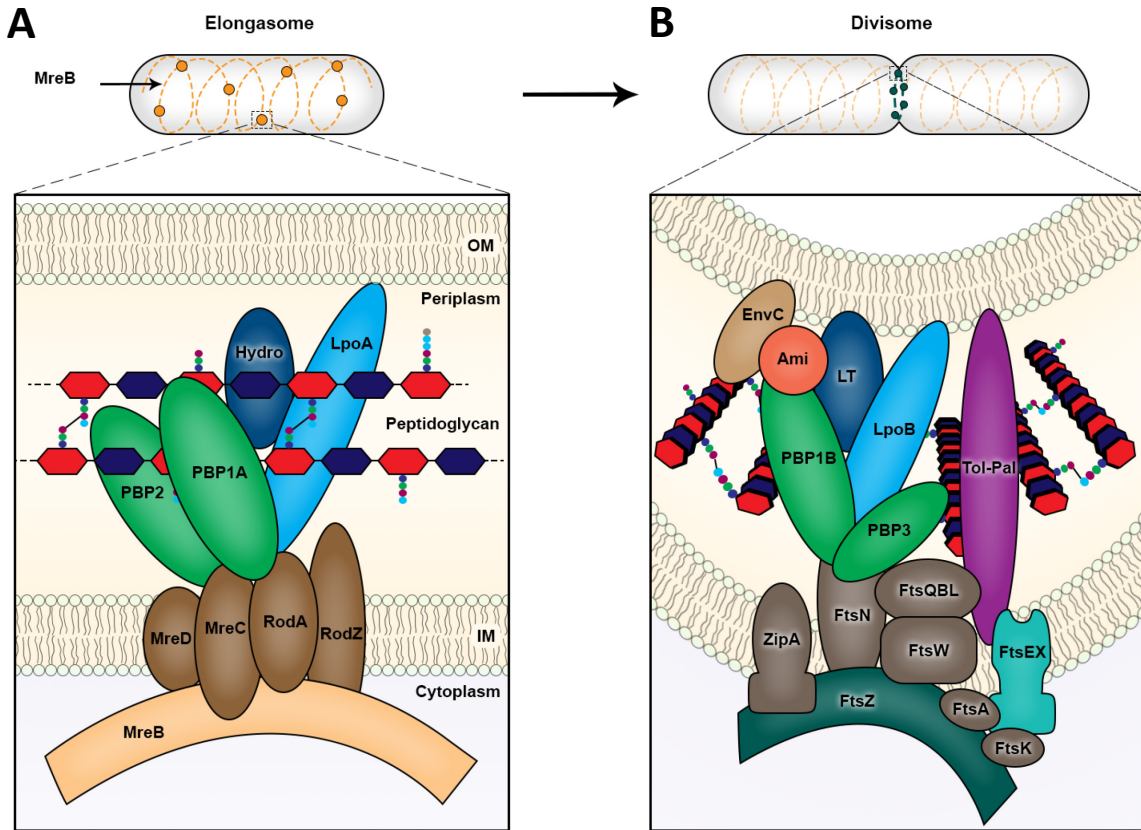 A
Elongasome
MreB
OM
Periplasm
Hydro
LpoA
Peptidoglycan
PBP2
PBP1A
MreD
MreC
RodA
RodZ
IM
Cytoplasm
MreB
B
Divisome
EnvC
Ami
LT
LpoB
PBP1B
Tol-Pal
PBP3
FtsQBL
ZipA
FtsN
FtsW
FtsEX
FtsZ
FtsA
FtsK